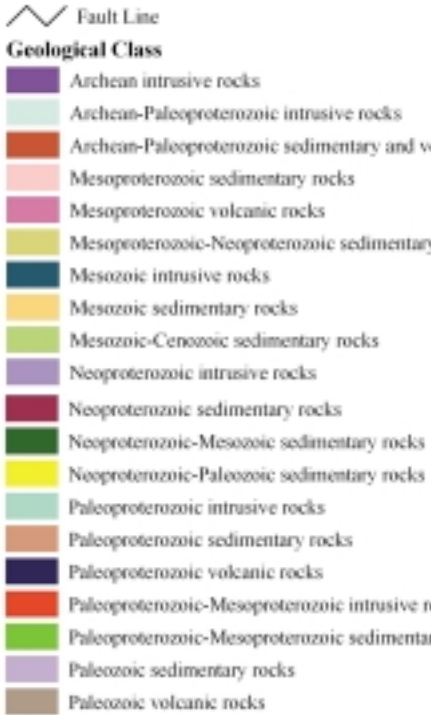 Fault Line
Geological Class
Archean intrusive rocks
Archean-Paleoproterozoic intrusive rocks
Archean-Paleoproterozoic sedimentary and
Mesoproterozoic sedimentary rocks
Mesoproterozoic volcanic rocks
Mesoproterozoic-Neoproterozoic sedimentary
Mesozoic intrusive rocks
Mesozoic sedimentary rocks
Mesozoic-Cenozoic sedimentary rocks
Neoproterozoic intrusive rocks
Neoproterozoic sedimentary rocks
Neoproterozoic-Mesozoic sedimentary rocks
Neoproterozoic-Paleozoic sedimentary rocks
Paleoproterozoic intrusive rocks
Paleoproterozoic sedimentary rocks
Paleoproterozoic volcanic rocks
Paleoproterozoic-Mesoproterozoic intrusive
Paleoproterozoic-Mesoproterozoic
Paleozoic sedimentary rocks
Paleozoic volcanic rocks